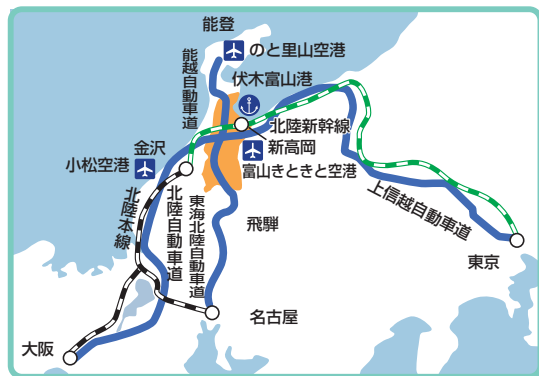 能登
のと里山空港
能越自動車道
伏木富山港
北陸新幹線
新高岡
富山きときと空港
金沢
小松空港
北陸本線
北陸自動車道
東海北陸自動車道
飛騨
上信越自動車道
東京
名古屋
大阪